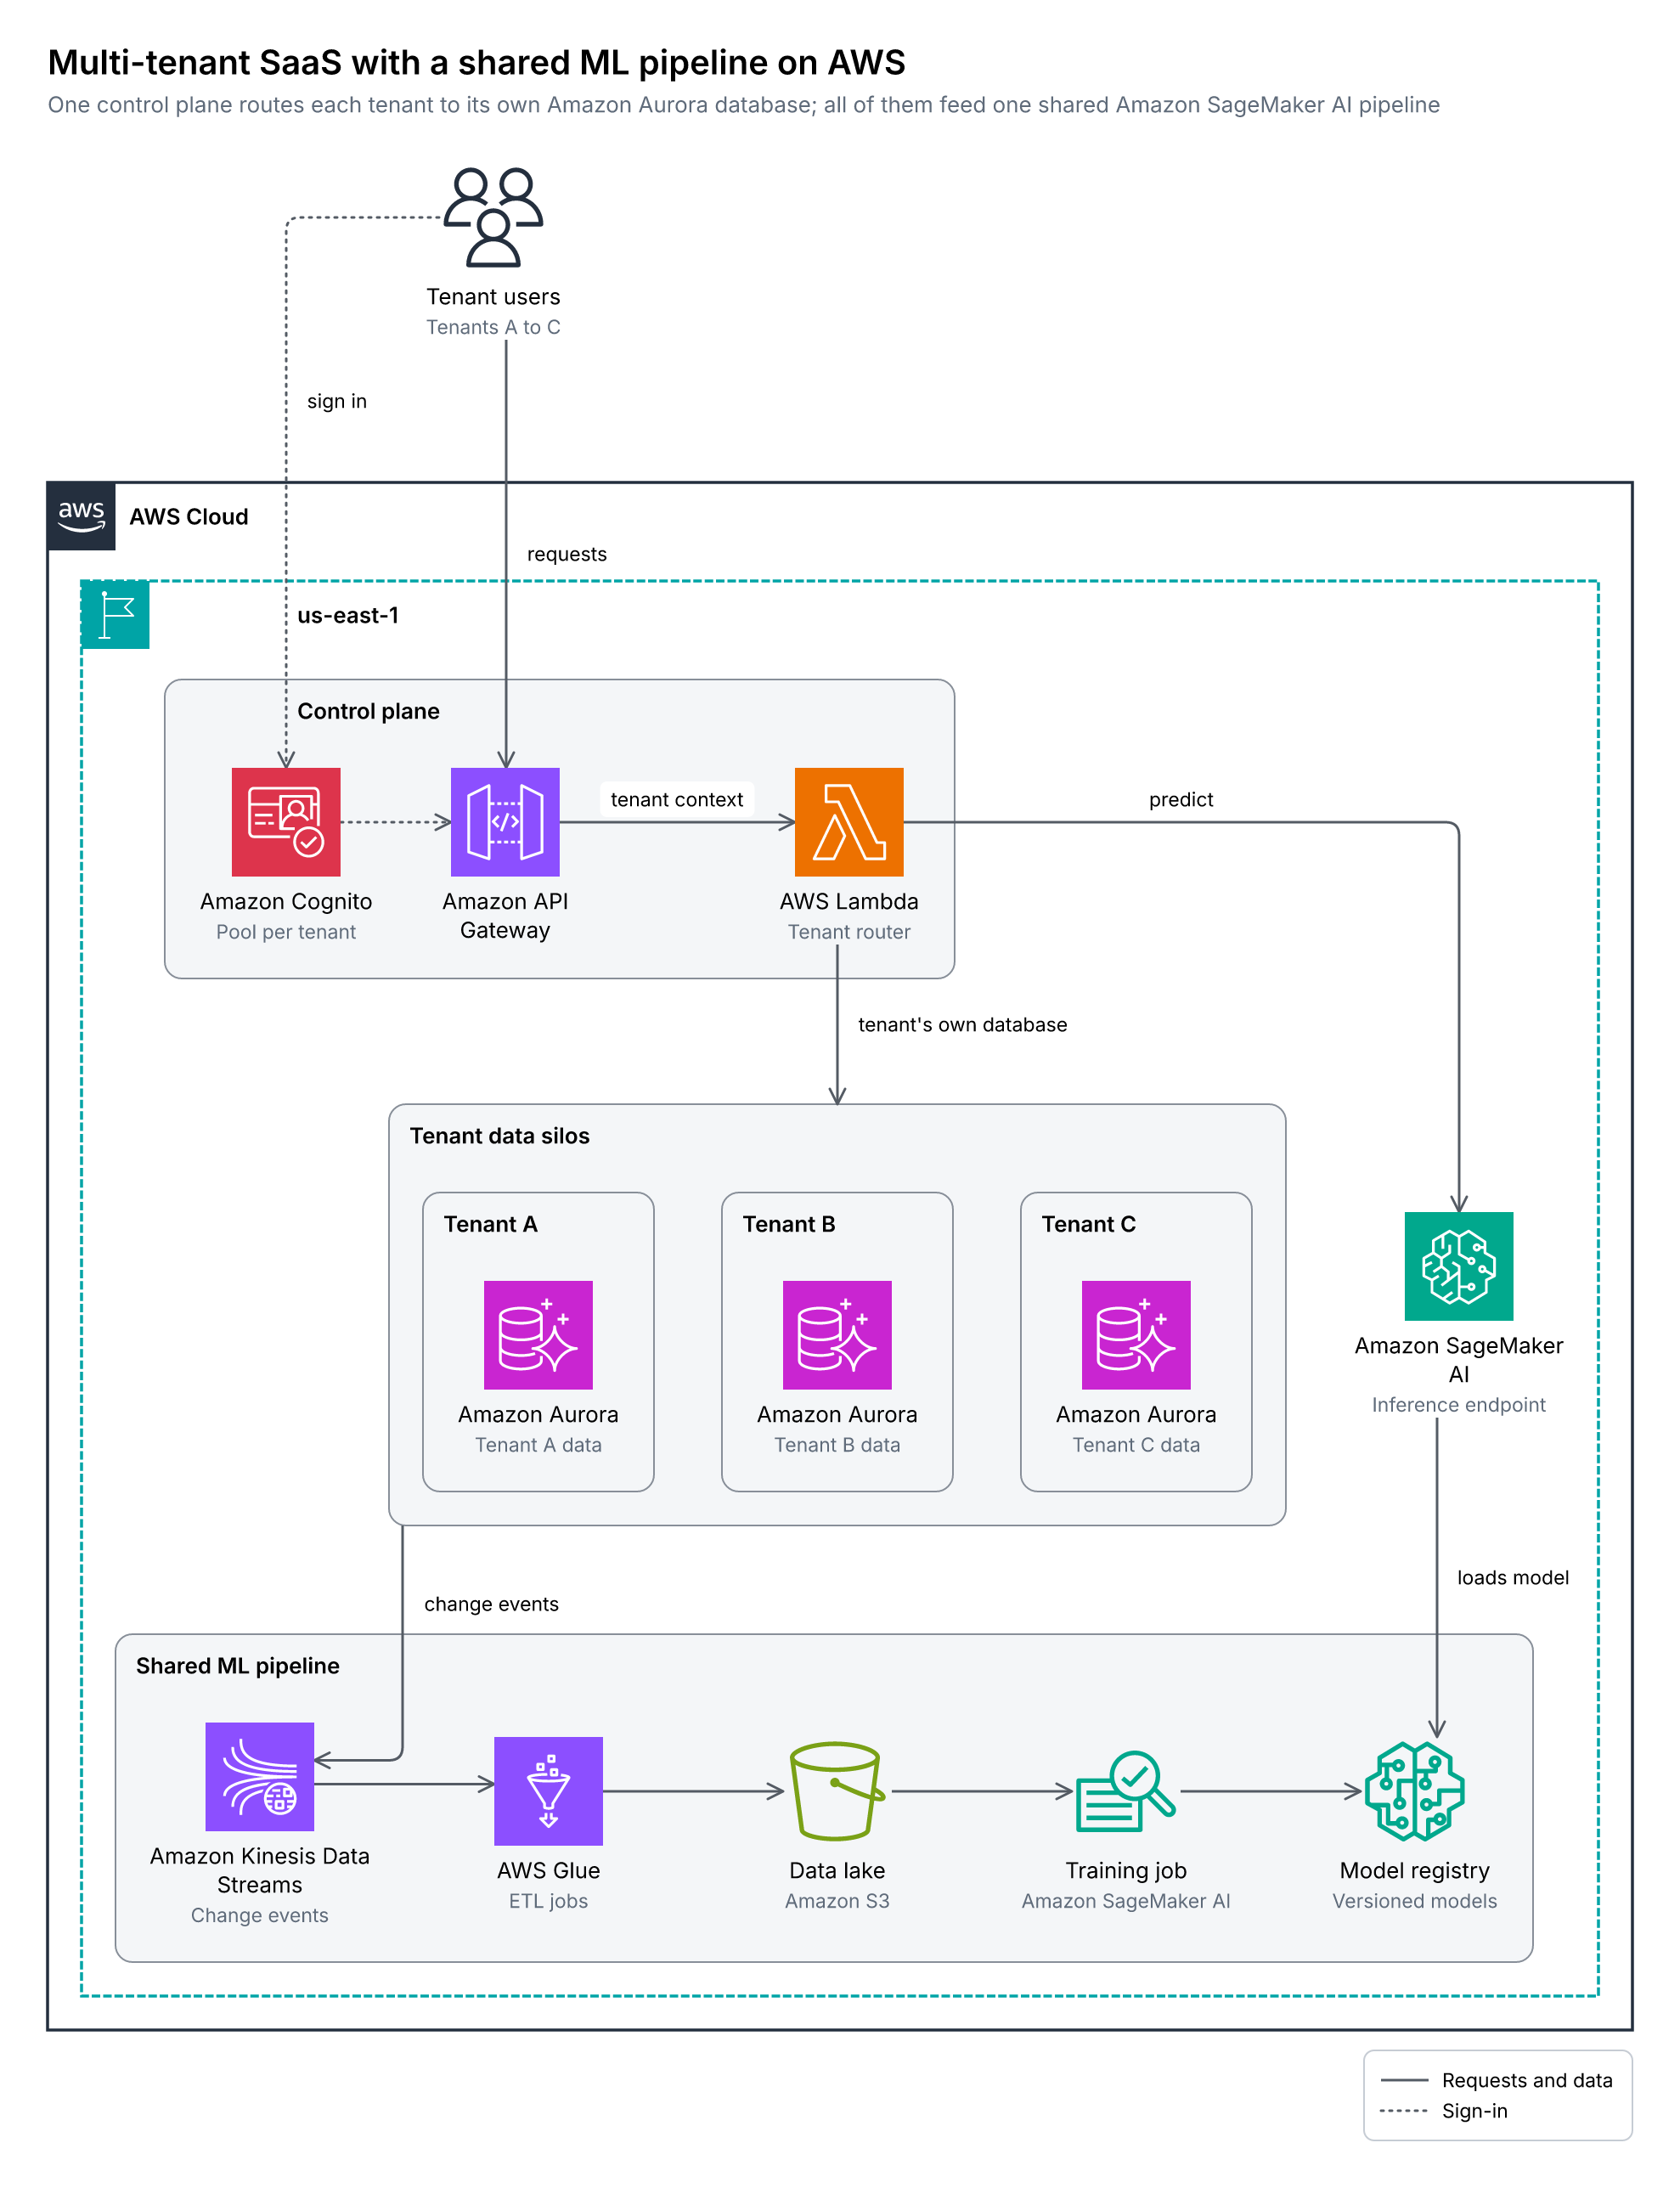 Multi-tenant SaaS with a shared ML pipeline on AWS
One control plane routes each tenant to its own Amazon Aurora database; all of them feed one shared Amazon SageMaker AI pipeline
Tenant users
Tenants A to C
sign in
aws
AWS Cloud
requests
us-east-1
Control plane
tenant context
predict
Amazon Cognito
Pool per tenant
Amazon API
Gateway
AWS Lambda
Tenant router
tenant's own database
Tenant data silos
Tenant A
Tenant B
Tenant C
Amazon Aurora
Tenant A data
Amazon Aurora
Tenant B data
Amazon Aurora
Tenant C data
Amazon SageMaker
AI
Inference endpoint
loads model
change events
Shared ML pipeline
Amazon Kinesis Data
Streams
Change events
AWS Glue
ETL jobs
Data lake
Amazon S3
Training job
Amazon SageMaker AI
Model registry
Versioned models
Requests and data
Sign-in